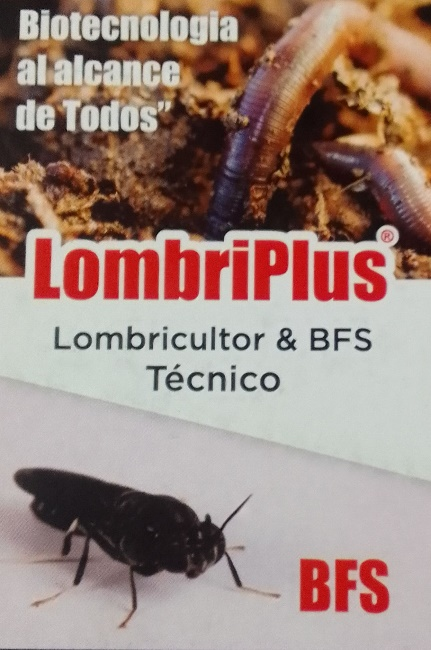 Biotecnologia
al alcance
de Todos”
LombriPlus®
Lombricultor & BFS
Técnico
BFS